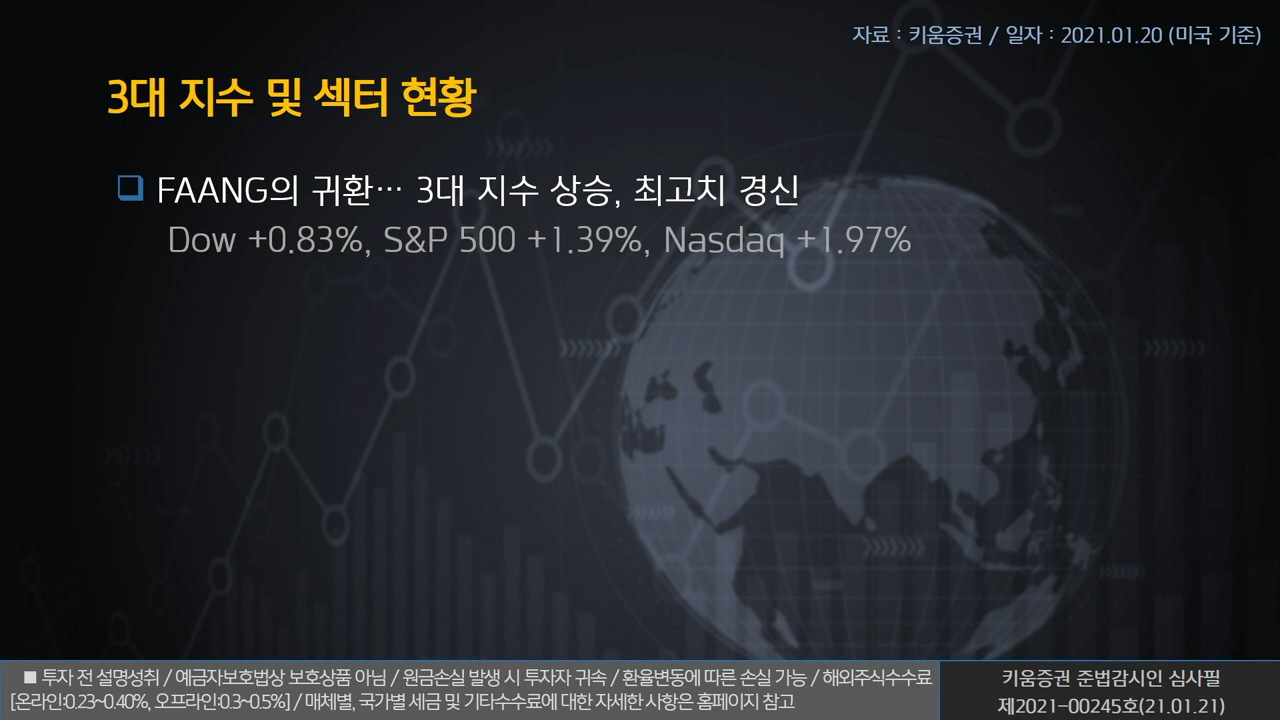 자료 : 키움증권 / 일자 : 2021.01.20 (미국 기준)
3대 지수 및 섹터 현황
❑ FAANG의 귀환… 3대 지수 상승, 최고치 경신
Dow +0.83%, S&P 500 +1.39%, Nasdaq +1.97%
■ 투자 전 설명성취 / 예금자보호법상 보호상품 아님 / 원금손실 발생 시 투자자 귀속 / 환율변동에 따른 손실 가능 / 해외주식수수료
[온라인:0.23~0.40%, 오프라인:0.3~0.5%] / 매체별, 국가별 세금 및 기타수수료에 대한 자세한 사항은 홈페이지 참고
키움증권 준법감시인 심사필
제2021-00245호(21.01.21)